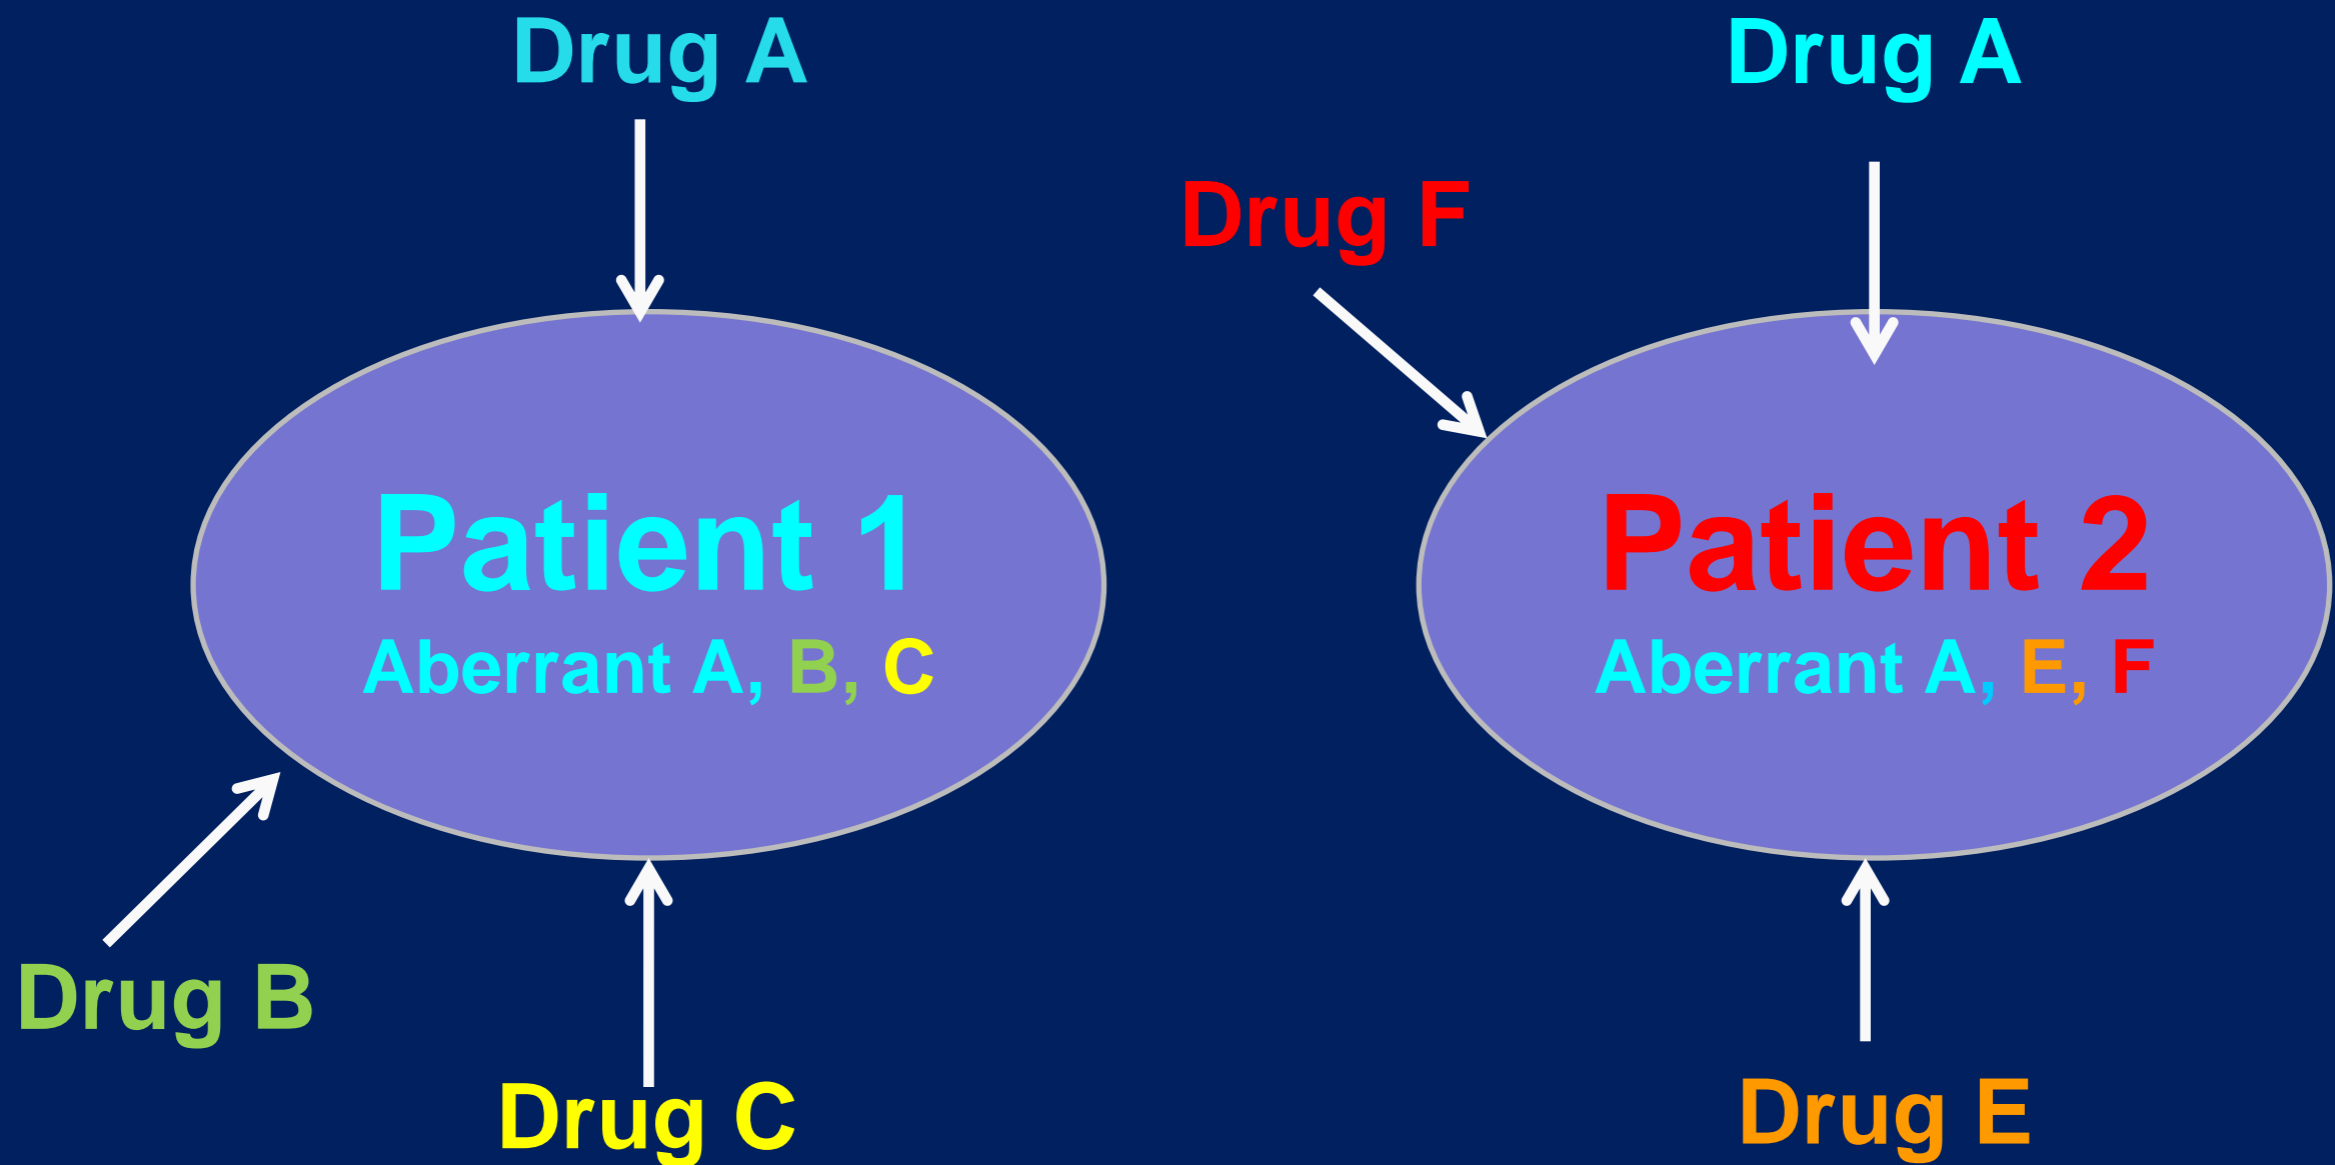 Drug A
Drug A
Drug F
Patient 1
Aberrant A, B, C
Patient 2
Aberrant A, E, F
Drug B
Drug C
Drug E